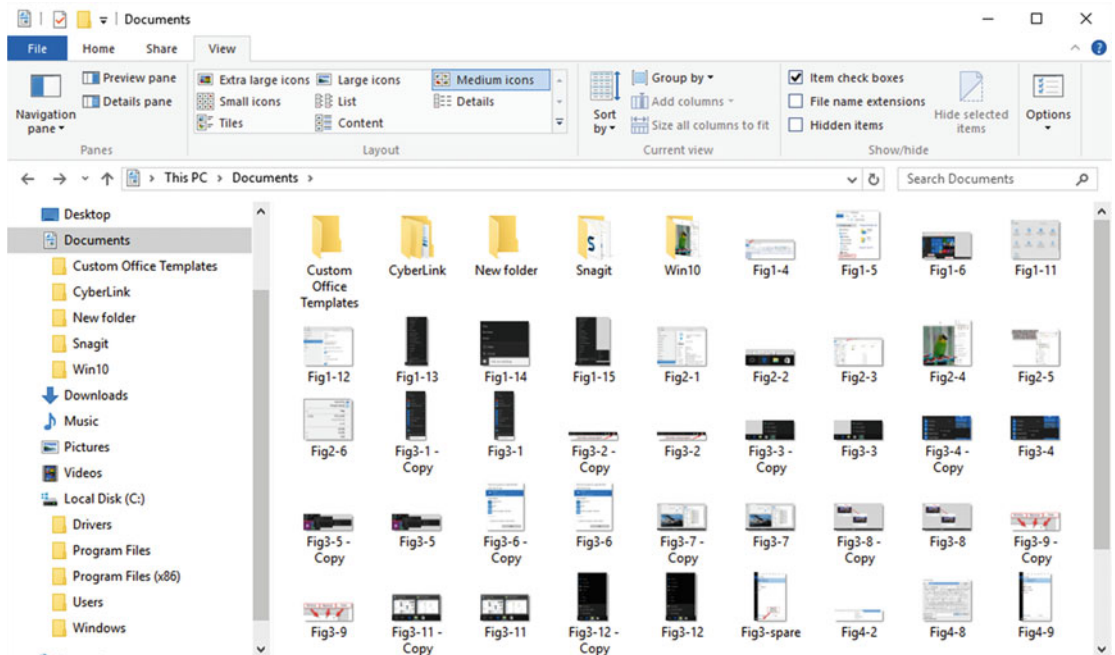 Documents
File Home Share View
Preview pane
Details pane
Navigation
pane
Panes
Extra large icons Large icons Medium icons
Small icons List Details
Tiles Content
Layout
Sort
by
Group by
Add columns
Size all columns to fit
Current view
Item check boxes
File name extensions
Hidden items
Hide selected
items
Show/hide
Options
This PC > Documents >
Search Documents
Desktop
Documents
Custom Office Templates
CyberLink
New folder
Snagit
Win10
Downloads
Music
Pictures
Videos
Local Disk (C:)
Drivers
Program Files
Program Files (x86)
Users
Windows
Custom
Office
Templates
CyberLink
New folder
Snagit
Win10
Fig1-4
Fig1-5
Fig1-6
Fig1-11
Fig1-12
Fig1-13
Fig1-14
Fig1-15
Fig2-1
Fig2-2
Fig2-3
Fig2-4
Fig2-5
Fig2-6
Fig3-1 -
Copy
Fig3-1
Fig3-2 -
Copy
Fig3-2
Fig3-3 -
Copy
Fig3-3
Fig3-4 -
Copy
Fig3-4
Fig3-5 -
Copy
Fig3-5
Fig3-6 -
Copy
Fig3-6
Fig3-7 -
Copy
Fig3-7
Fig3-8 -
Copy
Fig3-8
Fig3-9 -
Copy
Fig3-9
Fig3-11 -
Copy
Fig3-11
Fig3-12 -
Copy
Fig3-12
Fig3-spare
Fig4-2
Fig4-8
Fig4-9